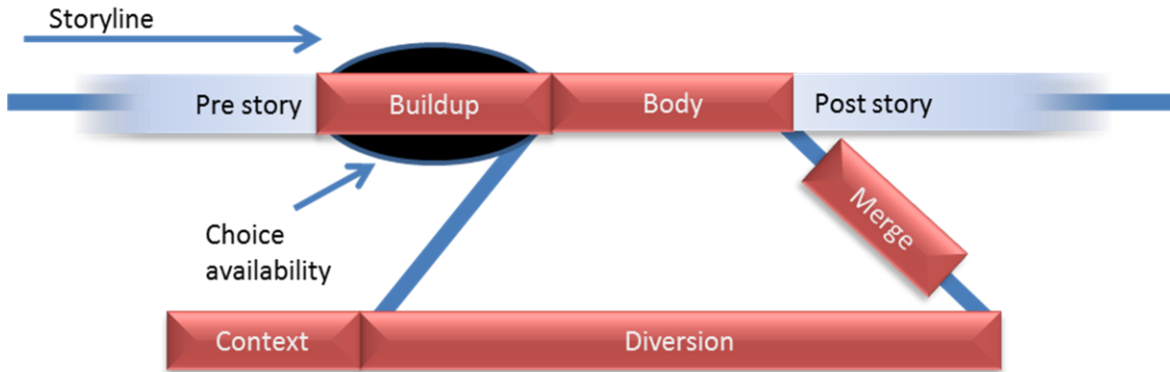 Storyline
Pre story
Buildup
Body
Post story
Merge
Choice
availability
Context
Diversion